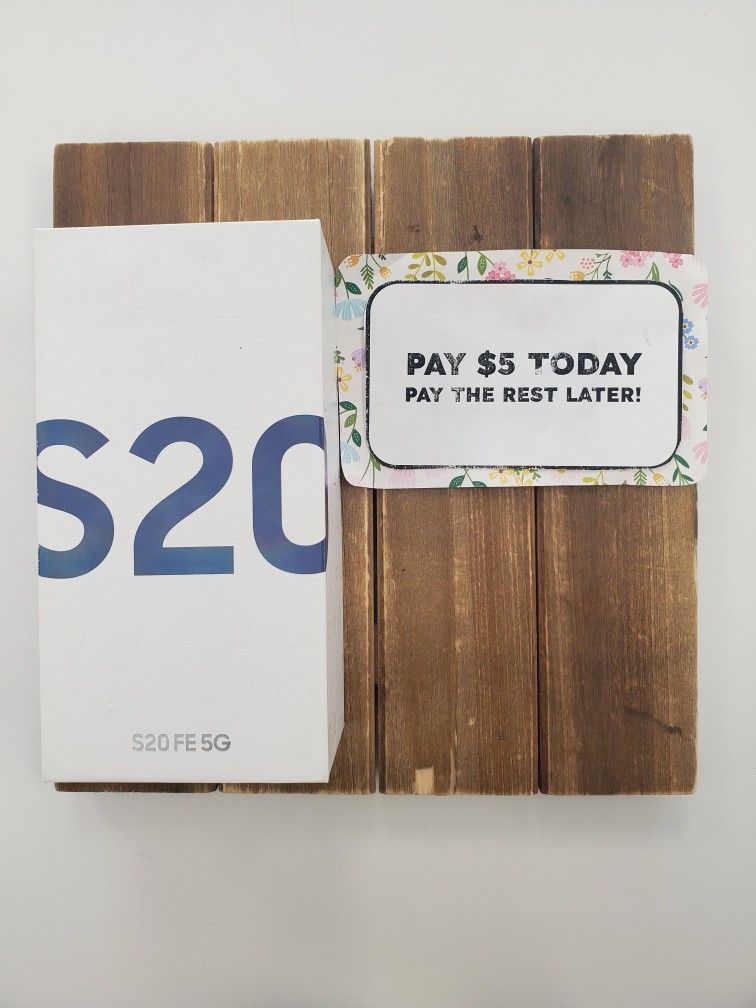 S20
S20 FE 5G
PAY $5 TODAY
PAY THE REST LATER!